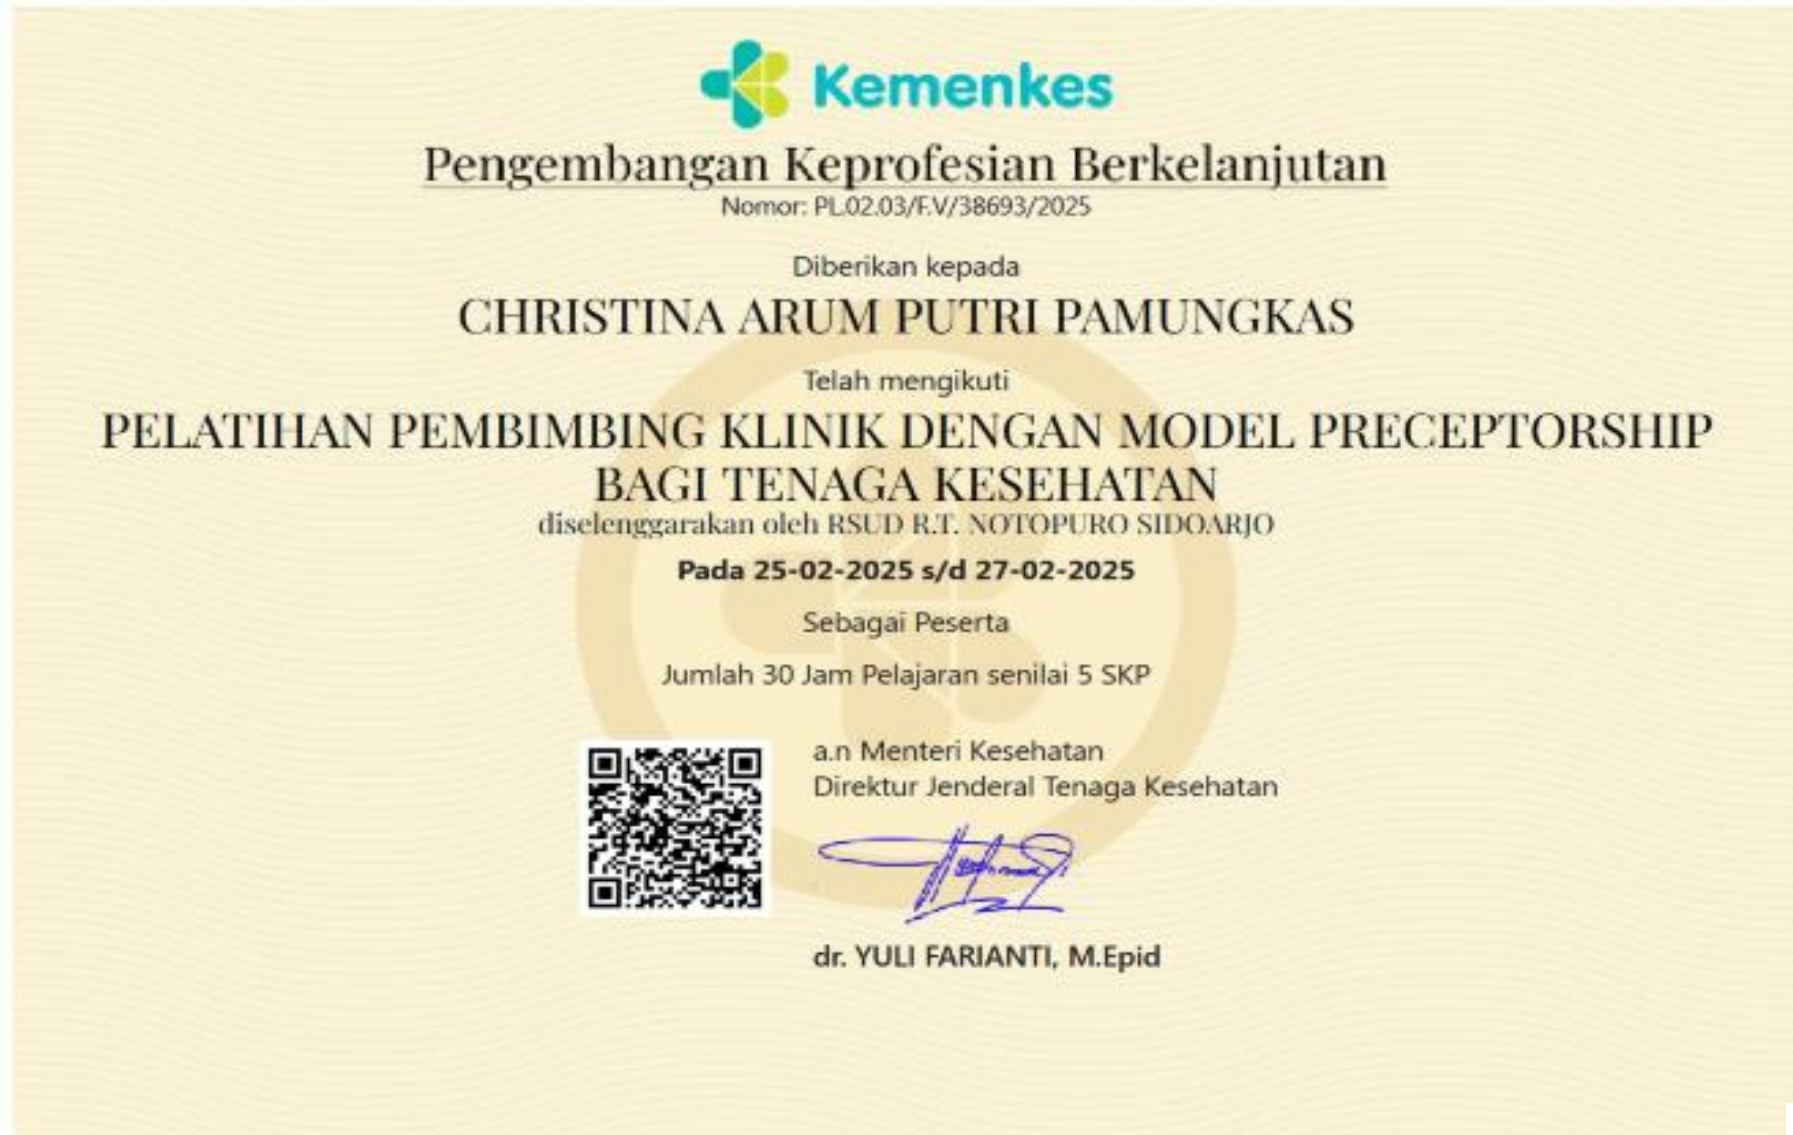 Kemenkes
Pengembangan Keprofesian Berkelanjutan
Nomor: PL.02.03/F.V/38693/2025
Diberikan kepada
CHRISTINA ARUM PUTRI PAMUNGKAS
Telah mengikuti
PELATIHAN PEMBIMBING KLINIK DENGAN MODEL PRECEPTORSHIP
BAGI TENAGA KESEHATAN
diselenggarakan oleh RSUD R.T. NOTOPURO SIDOARJO
Pada 25-02-2025 s/d 27-02-2025
Sebagai Peserta
Jumlah 30 Jam Pelajaran senilai 5 SKP
a.n Menteri Kesehatan
Direktur Jenderal Tenaga Kesehatan
dr. YULI FARIANTI, M.Epid